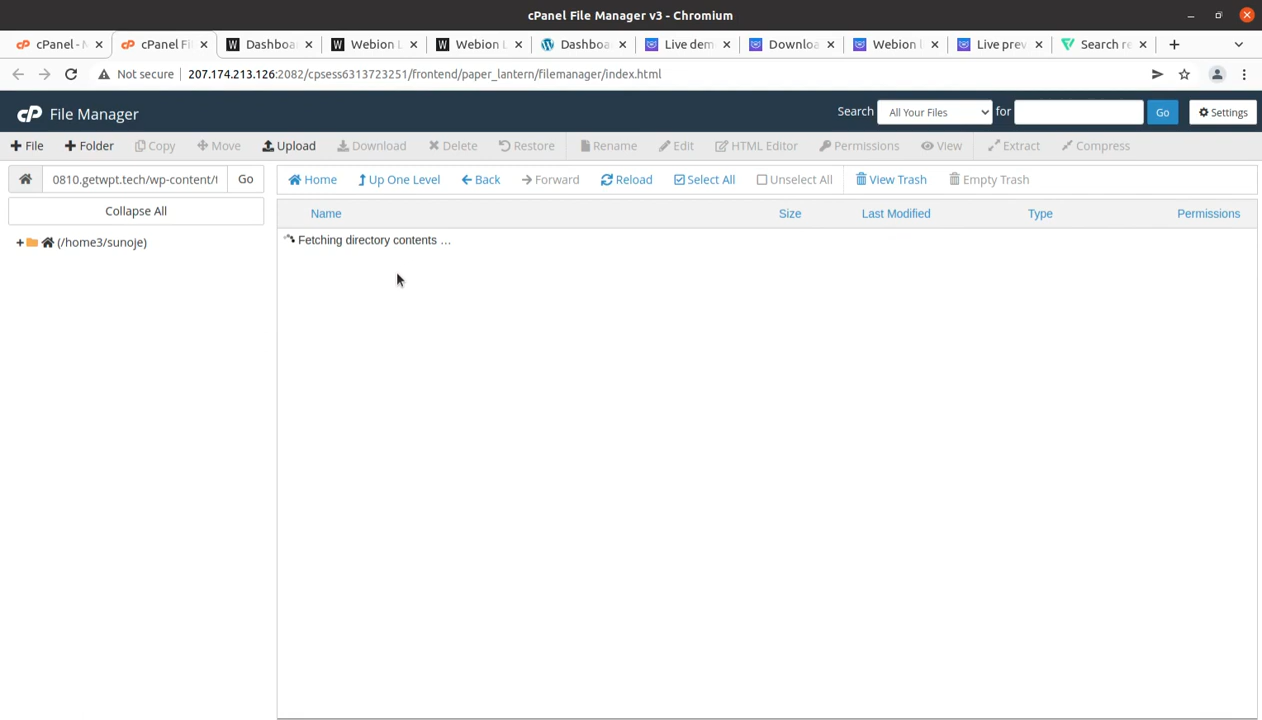 cPanel File Manager v3 - Chromium
cPanel - N
cPanel Fi
Dashboa
Webion L
Webion L
Dashboa
Live dem
Downloa
Webion l
Live prev
Search re
Not secure
207.174.213.126:2082/cpsess6313723251/frontend/paper_lantern/filemanager/index.html
cP File Manager
Search
All Your Files
for
Go
Settings
File
Folder
Copy
Move
Upload
Download
Delete
Restore
Rename
Edit
HTML Editor
Permissions
View
Extract
Compress
0810.getwpt.tech/wp-content/t
Go
Home
Up One Level
Back
Forward
Reload
Select All
Unselect All
View Trash
Empty Trash
Collapse All
Name
Size
Last Modified
Type
Permissions
(/home3/sunoje)
Fetching directory contents …